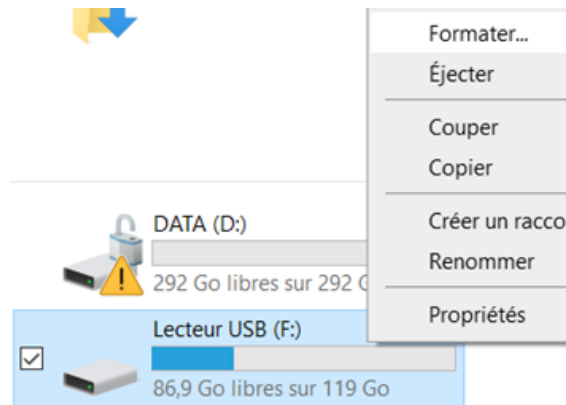 Formater...
Éjecter
Couper
Copier
Créer un racco
Renommer
Propriétés
DATA (D:)
292 Go libres sur 292 G
Lecteur USB (F:)
86,9 Go libres sur 119 Go